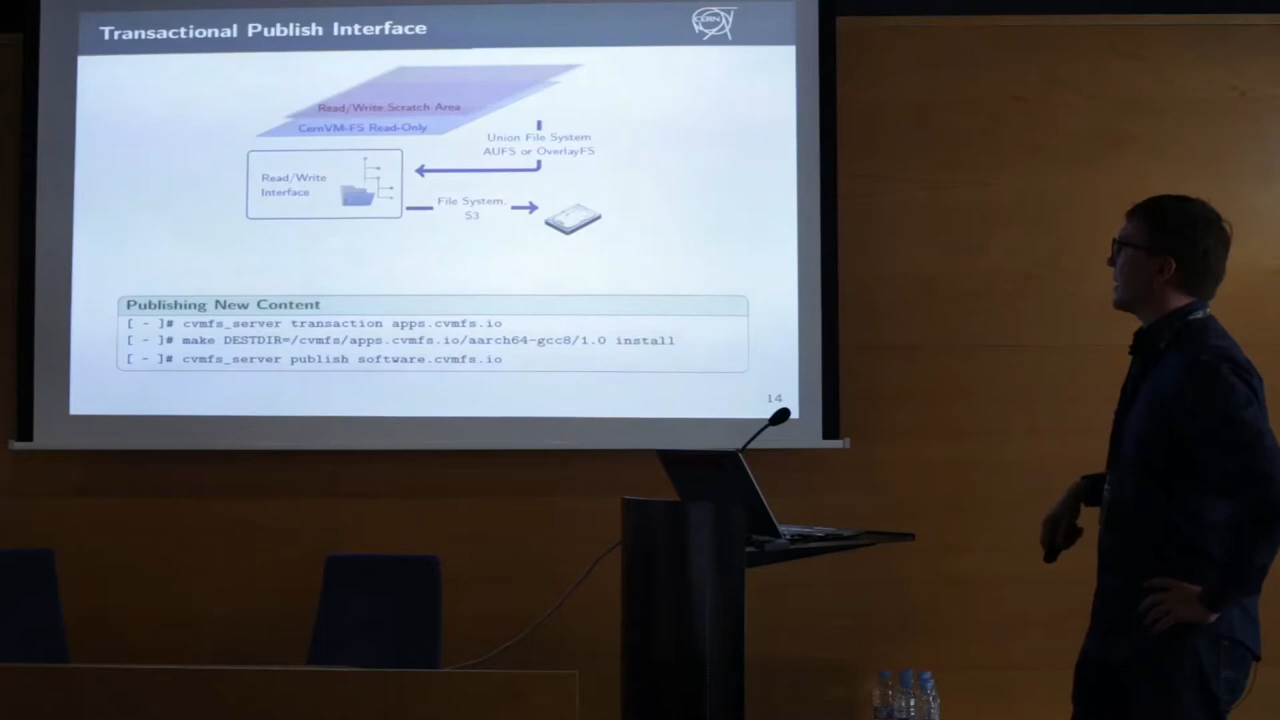 Transactional Publish Interface
CERN
Read/Write Scratch Area
CernVM-FS Read-Only
Union File System
AUFS or OverlayFS
Read/Write
Interface
File System,
S3
Publishing New Content
[ ~ ]# cvmfs_server transaction apps.cvmfs.io
[ ~ ]# make DESTDIR=/cvmfs/apps.cvmfs.io/aarch64-gcc8/1.0 install
[ ~ ]# cvmfs_server publish software.cvmfs.io
14